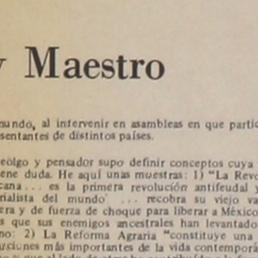 y Maestro
mundo, al intervenir en asambleas en que partic
sentantes de distintos países.
eólgo y pensador supo definir conceptos cuya
ene duda. He aquí unas muestras: 1) "La Revo
cana... es la primera revolución antifeudal y
rialista del mundo" ... recobra su viejo va
era y de fuerza de choque para liberar a México
s que sus enemigos ancestrales han levantado
no: 2) La Reforma Agraria "constituye una
más importantes de la vida contemporá